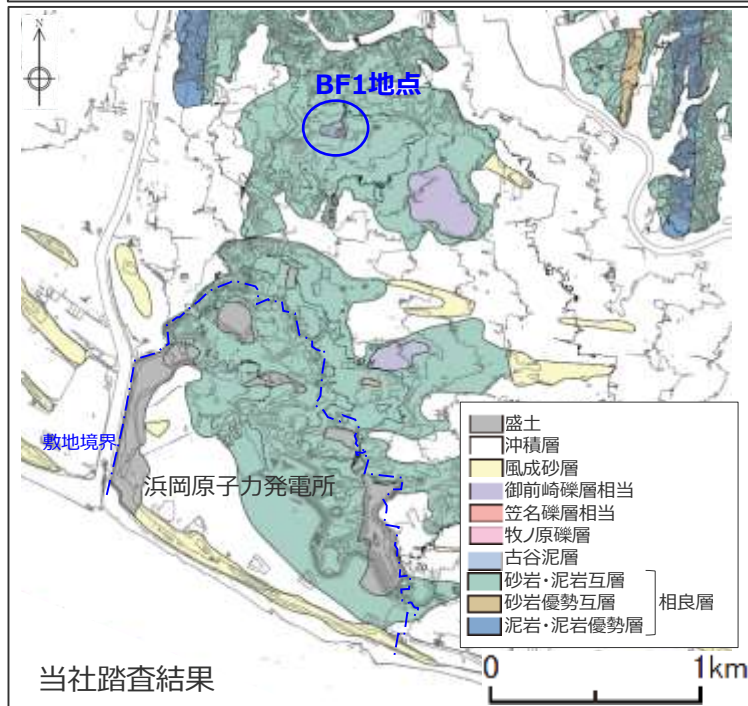 N
BF1地点
敷地境界
浜岡原子力発電所
盛土
沖積層
風成砂層
御前崎礫層相当
笠名礫層相当
牧ノ原礫層
古谷泥層
砂岩・泥岩互層
砂岩優勢互層
相良層
泥岩・泥岩優勢層
当社踏査結果
0
1km